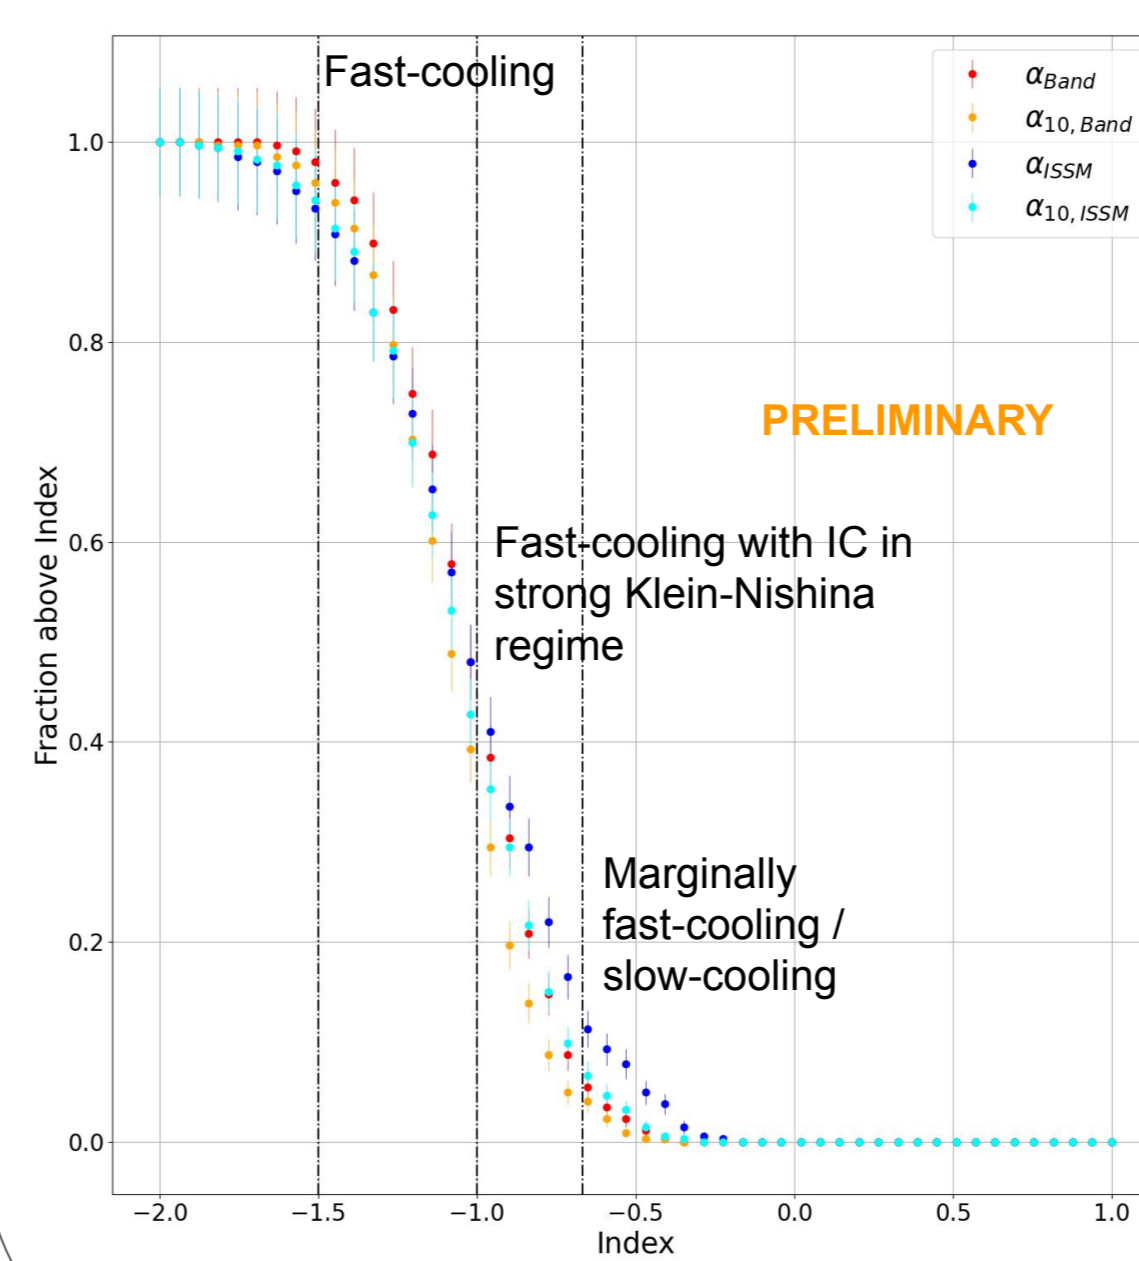 Fast-cooling
α_Band
α_10, Band
α_ISSM
α_10, ISSM
1.0
0.8
PRELIMINARY
0.6
Fast-cooling with IC in
strong Klein-Nishina
regime
Fraction above Index
0.4
Marginally
fast-cooling /
slow-cooling
0.2
0.0
−2.0 −1.5 −1.0 −0.5 0.0 0.5 1.0
Index